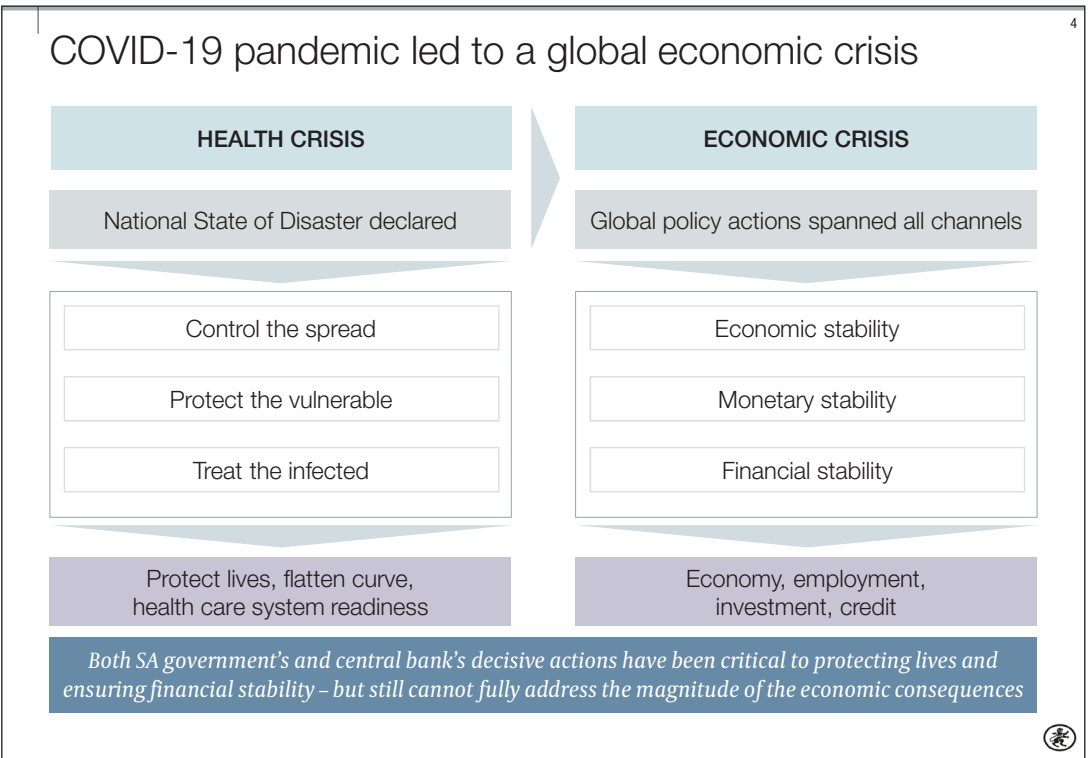 4
COVID-19 pandemic led to a global economic crisis
HEALTH CRISIS
National State of Disaster declared
Control the spread
Protect the vulnerable
Treat the infected
Protect lives, flatten curve,
health care system readiness
ECONOMIC CRISIS
Global policy actions spanned all channels
Economic stability
Monetary stability
Financial stability
Economy, employment,
investment, credit
Both SA government's and central bank's decisive actions have been critical to protecting lives and
ensuring financial stability – but still cannot fully address the magnitude of the economic consequences